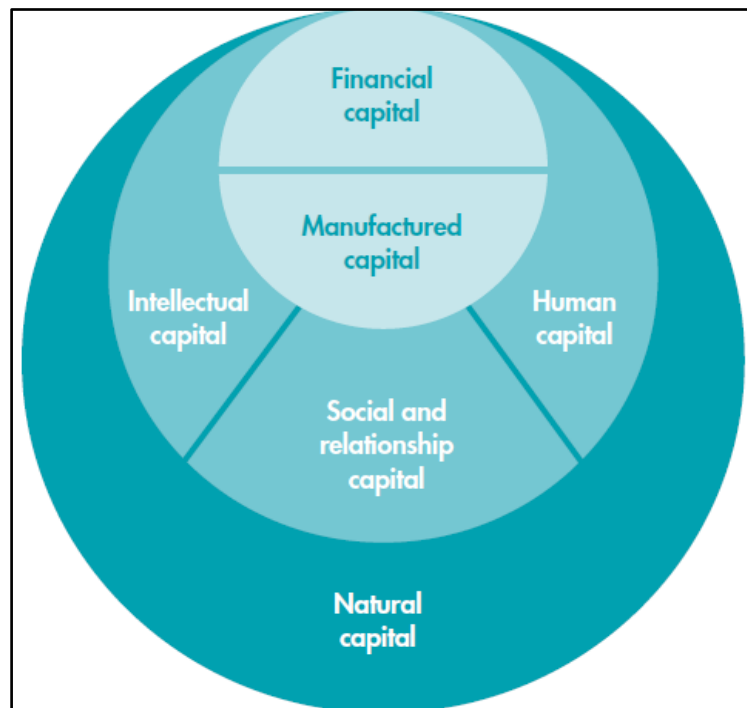 Financial
capital
Manufactured
capital
Intellectual
capital
Human
capital
Social and
relationship
capital
Natural
capital